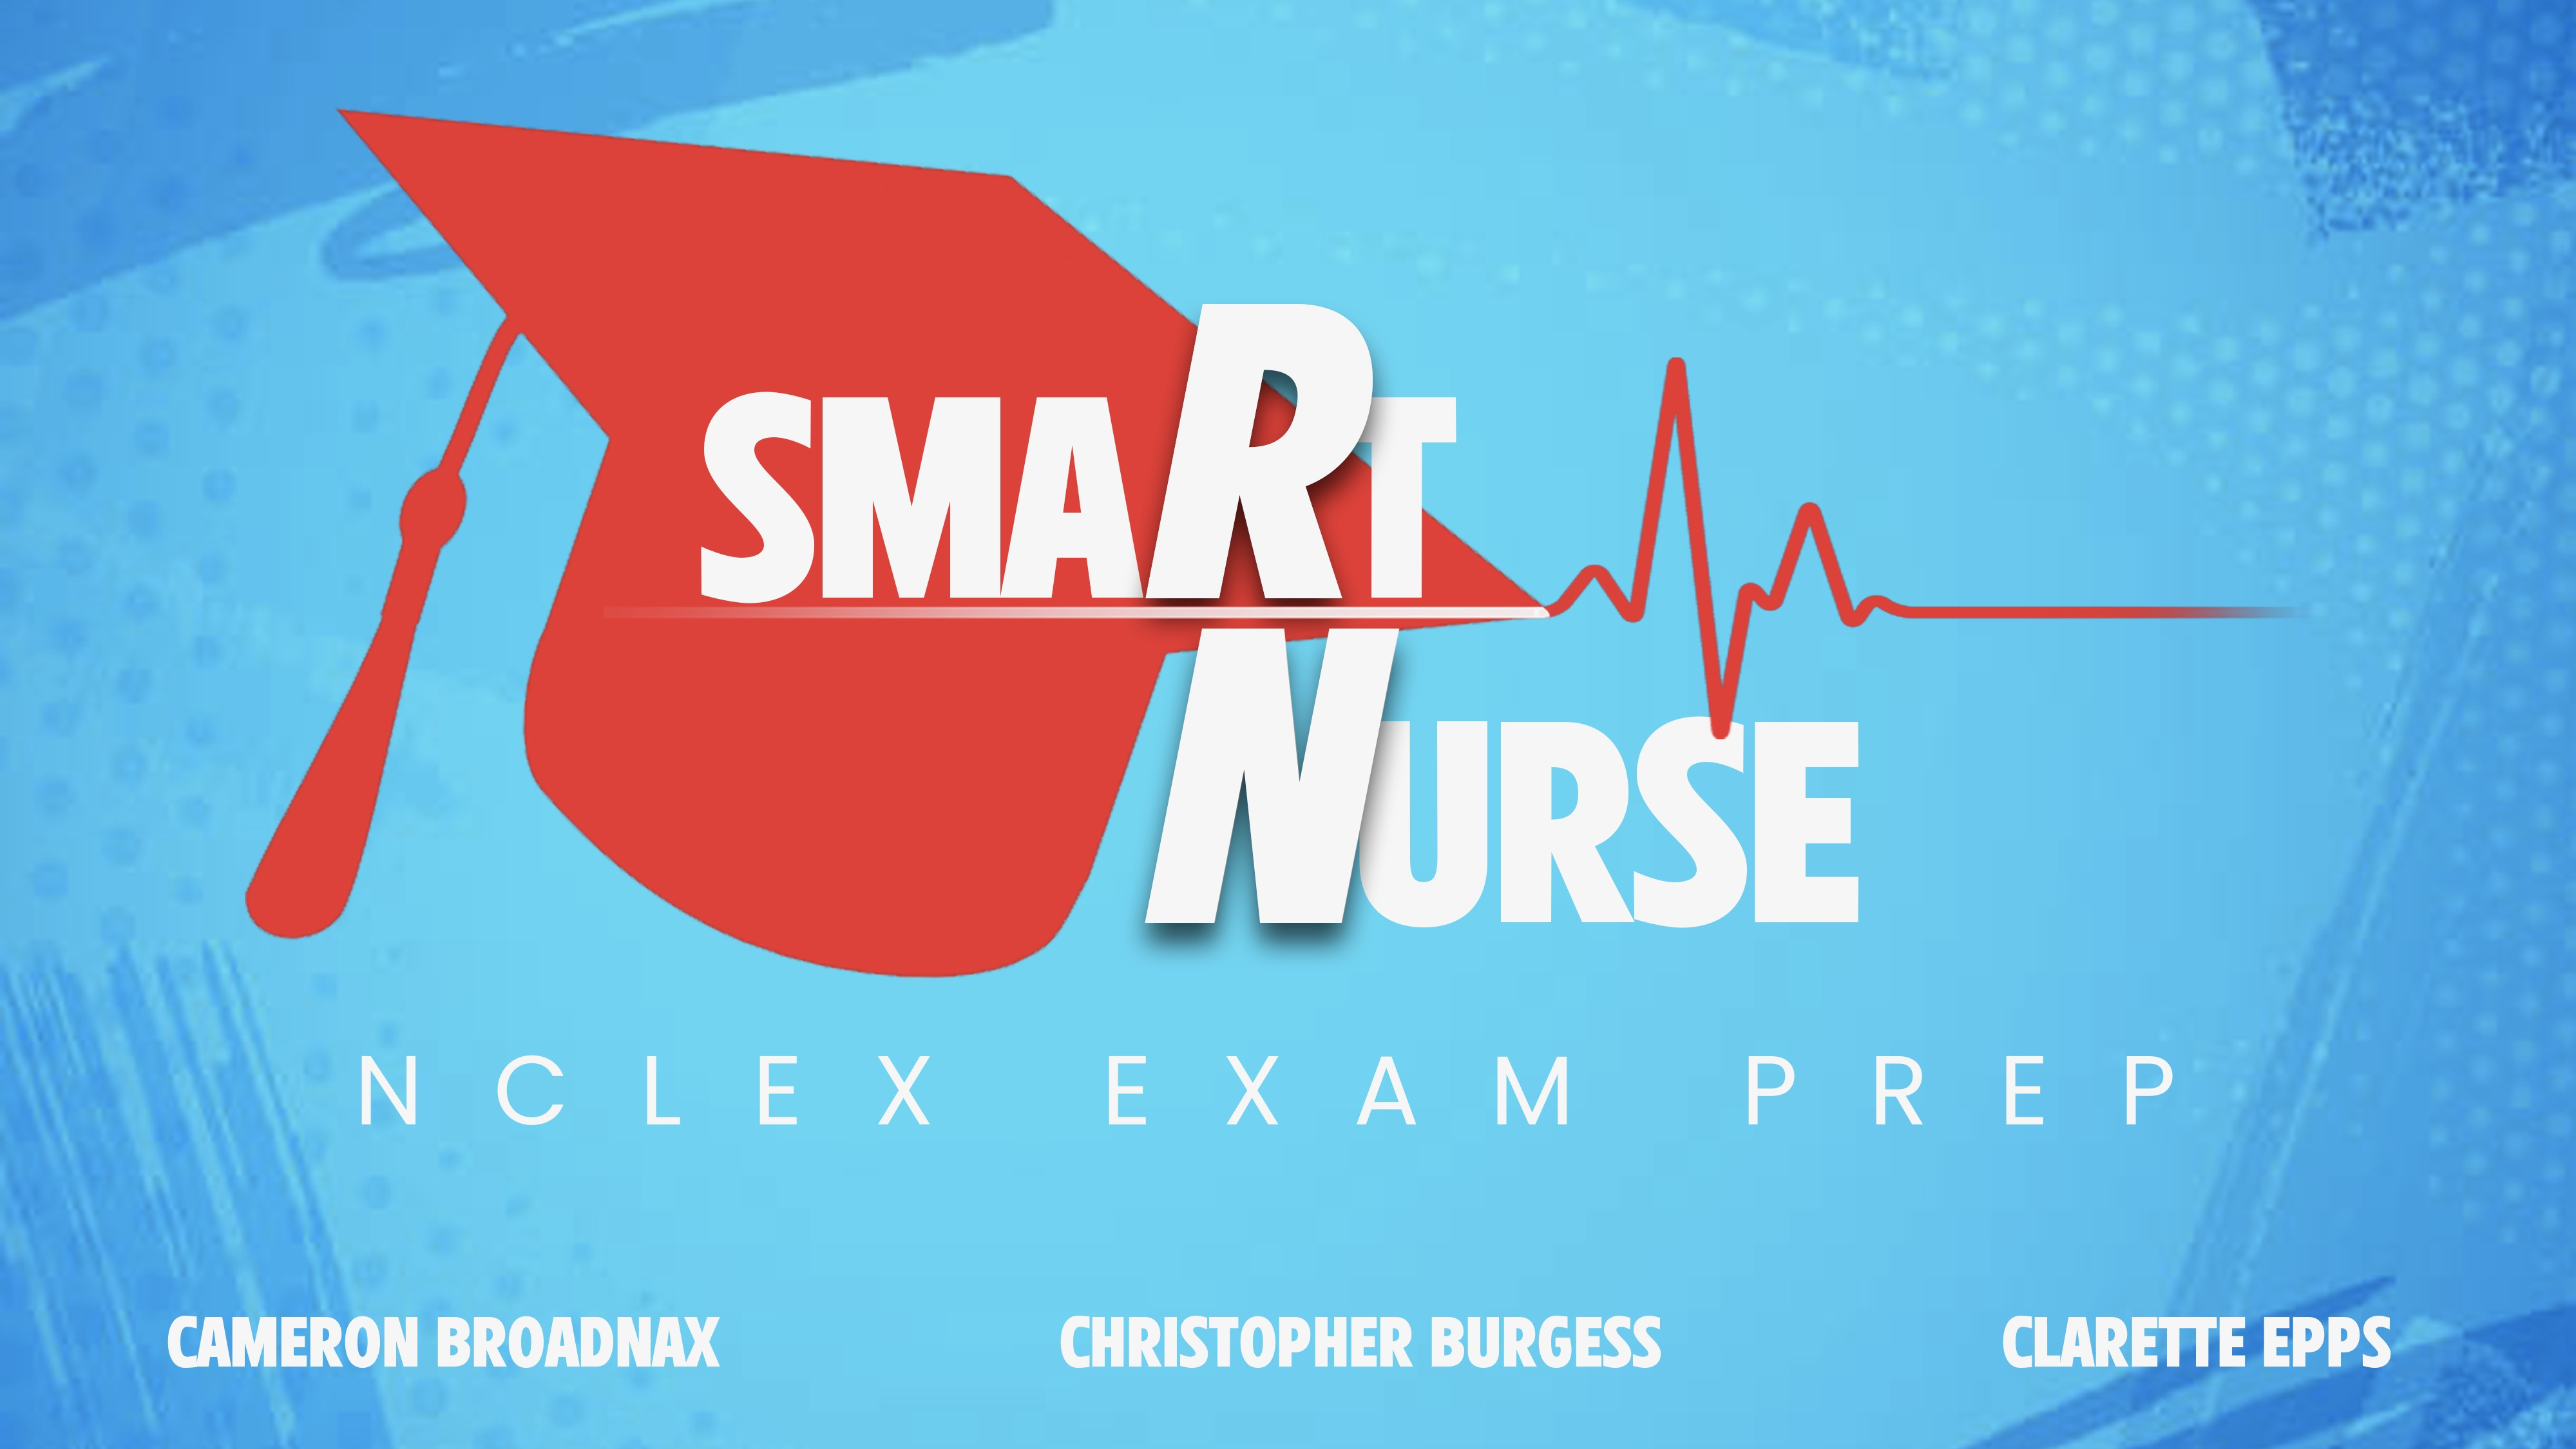 SMART
NURSE
NCLEX EXAM PREP
CAMERON BROADNAX CHRISTOPHER BURGESS CLARETTE EPPS